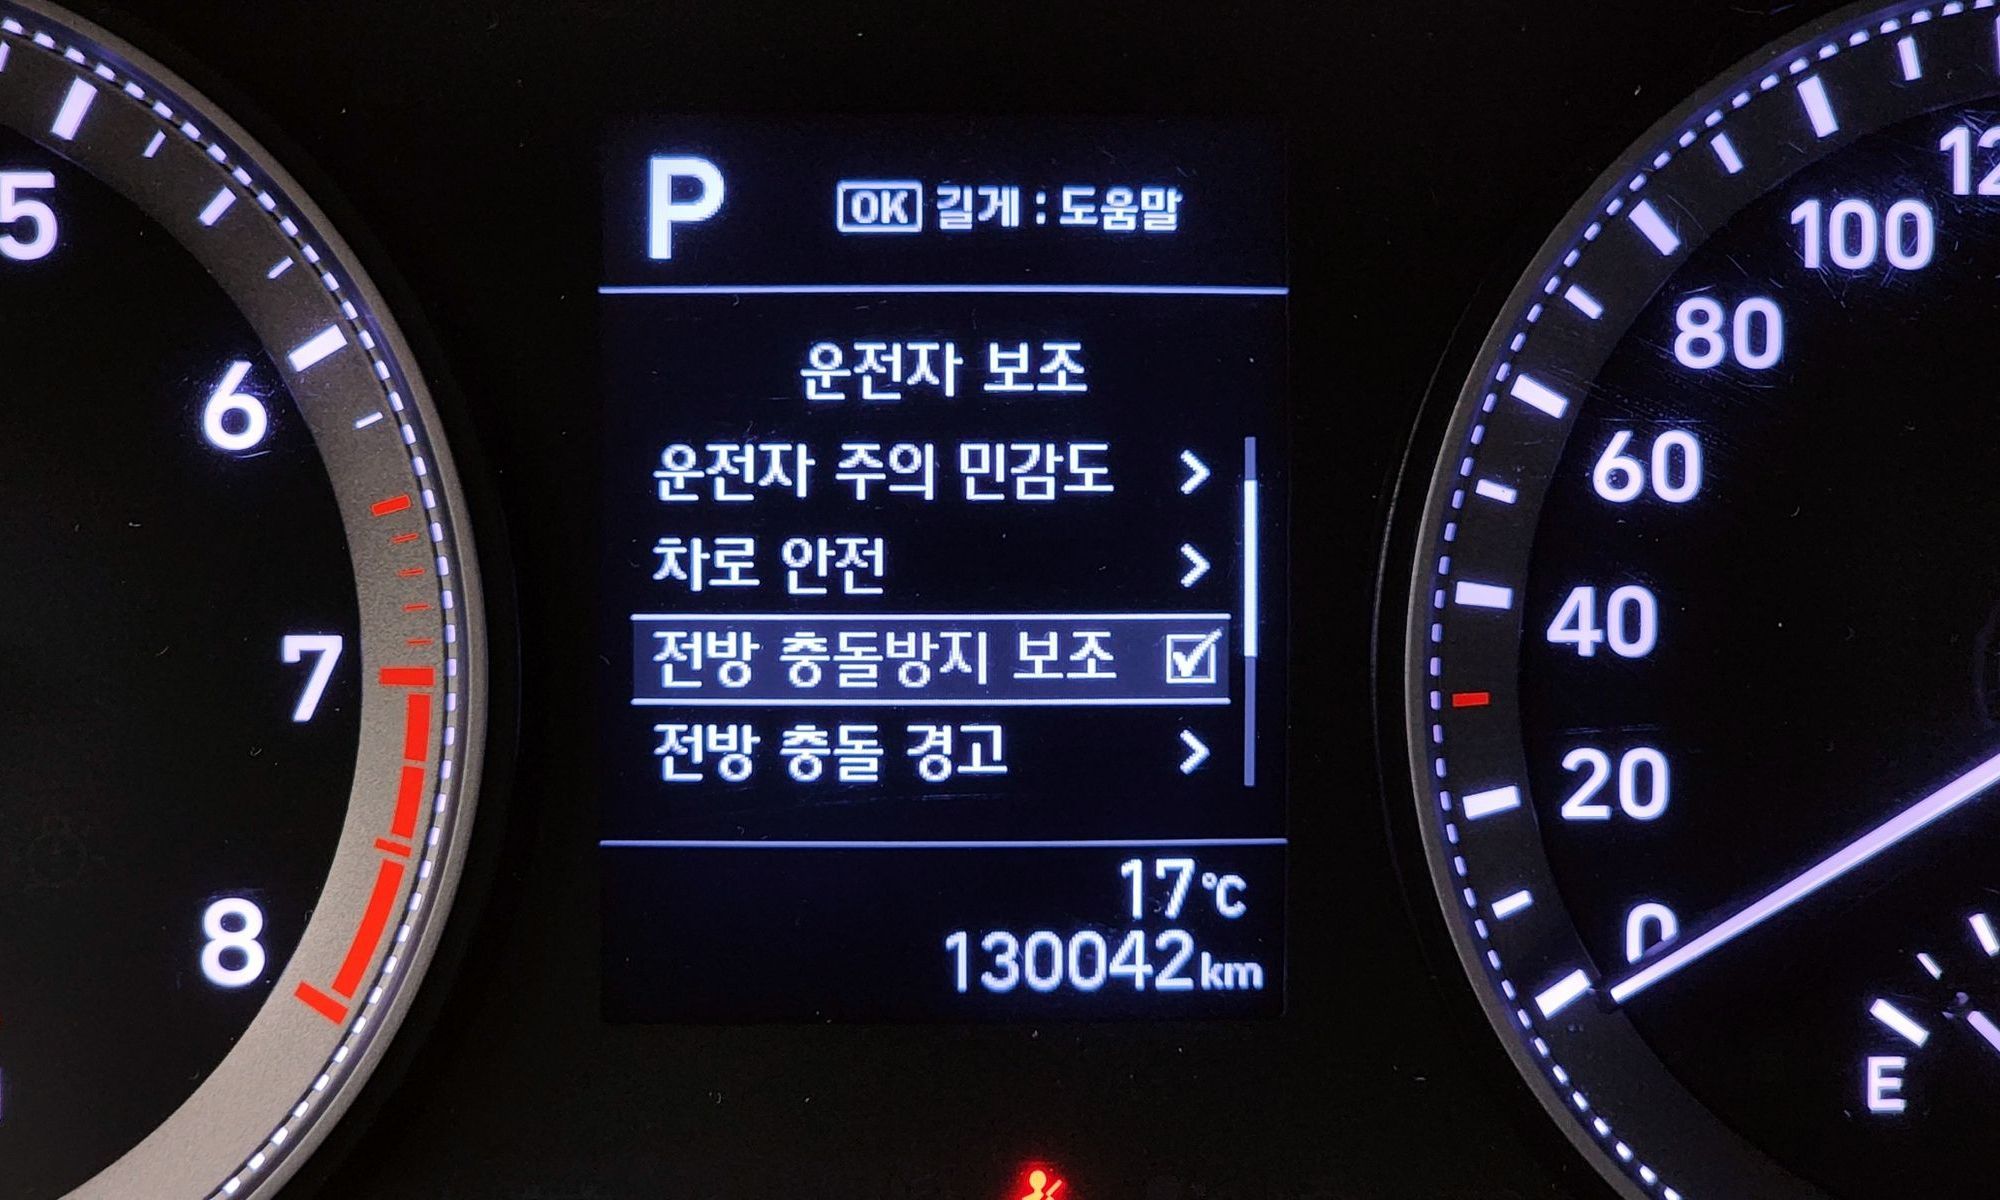 P
OK 길게 : 도움말
운전자 보조
운전자 주의 민감도 >
차로 안전 >
전방 충돌방지 보조
전방 충돌 경고 >
17°C
130042km
5
6
7
8
100
80
60
40
20
0
E